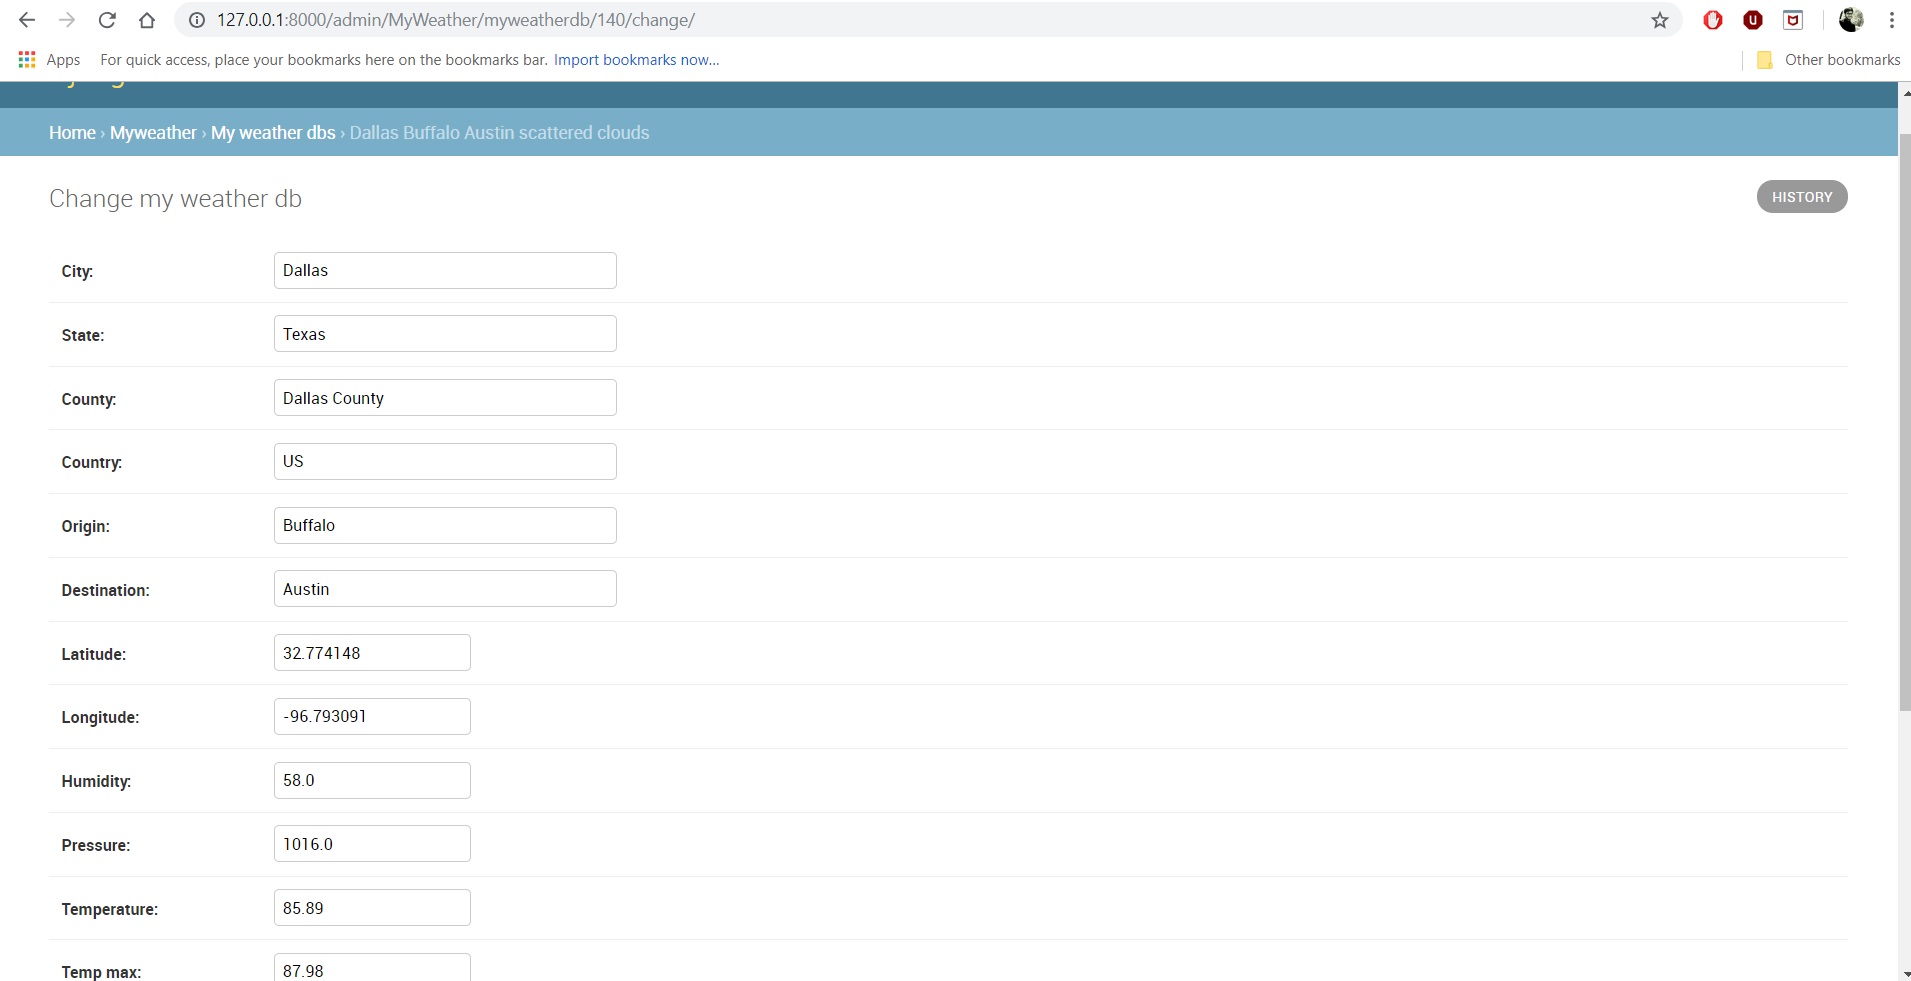 127.0.0.1:8000/admin/MyWeather/myweatherdb/140/change/
Apps For quick access, place your bookmarks here on the bookmarks bar. Import bookmarks now... Other bookmarks
Home › Myweather › My weather dbs › Dallas Buffalo Austin scattered clouds
Change my weather db HISTORY
City: Dallas
State: Texas
County: Dallas County
Country: US
Origin: Buffalo
Destination: Austin
Latitude: 32.774148
Longitude: -96.793091
Humidity: 58.0
Pressure: 1016.0
Temperature: 85.89
Temp max: 87.98